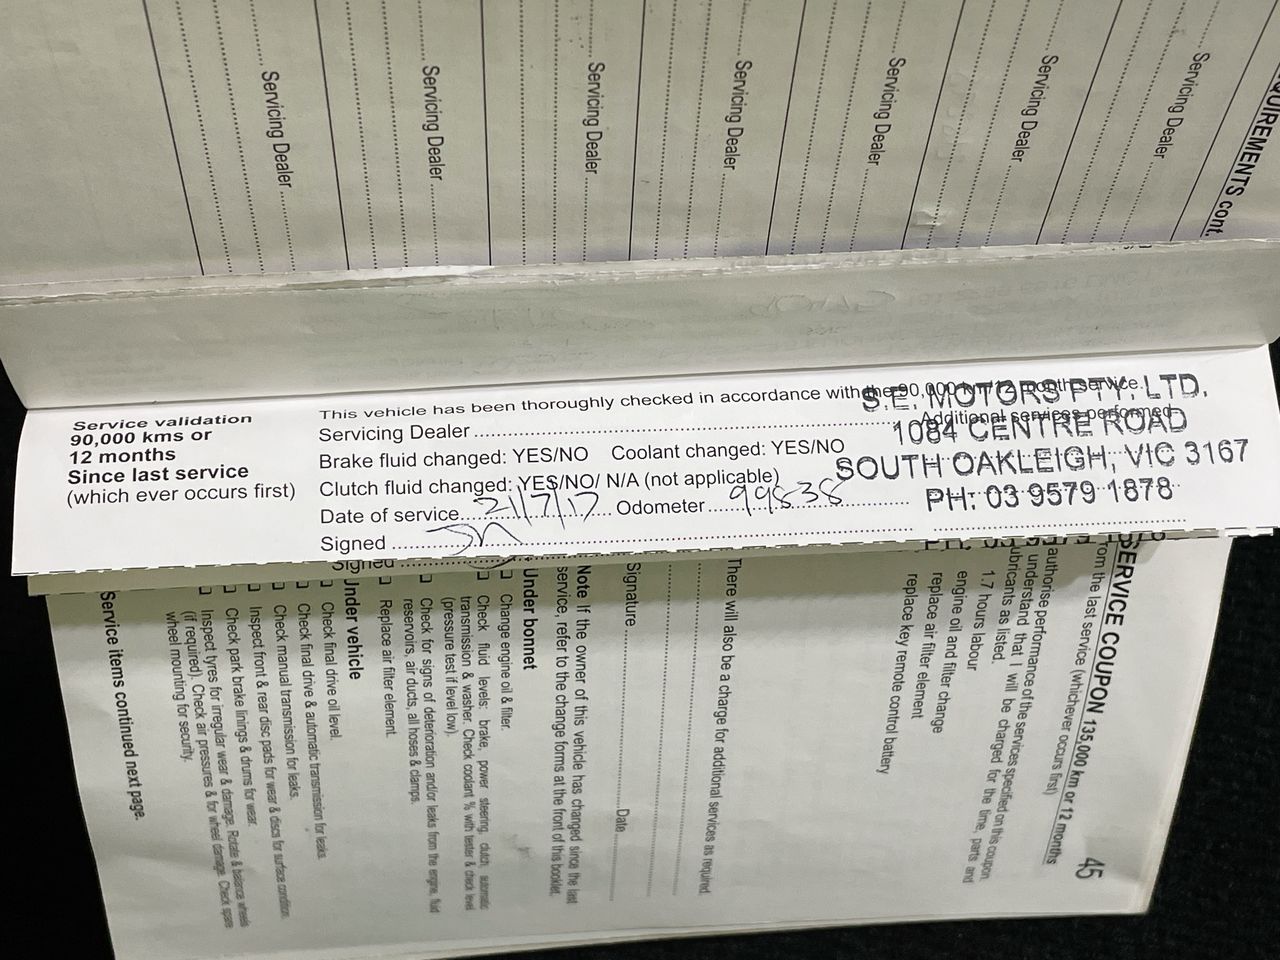 QUIREMENTS cont.
Servicing Dealer
Servicing Dealer
Servicing Dealer
Servicing Dealer
Servicing Dealer
Servicing Dealer
Servicing Dealer
Service validation
90,000 kms or
12 months
Since last service
(which ever occurs first)
This vehicle has been thoroughly checked in accordance with the 90,000 km/12 month service.
Servicing Dealer
Additional services performed
Brake fluid changed: YES/NO Coolant changed: YES/NO
Clutch fluid changed: YES/NO/ N/A (not applicable)
Date of service 21/7/17 Odometer 99838
Signed
S.E. MOTORS PTY. LTD.
1084 CENTRE ROAD
SOUTH OAKLEIGH, VIC 3167
PH: 03 9579 1878
Signed
45
SERVICE COUPON 135,000 km or 12 months
from the last service (whichever occurs first)
I authorise performance of the services specified on this coupon.
I understand that I will be charged for the time, parts and
lubricants as listed.
1.7 hours labour
engine oil and filter change
replace air filter element
replace key remote control battery
There will also be a charge for additional services as required.
Signature Date
Note If the owner of this vehicle has changed since the last
service, refer to the change forms at the front of this booklet.
Under bonnet
Change engine oil & filter.
Check fluid levels: brake, power steering, clutch, automatic
transmission & washer. Check coolant % with tester & check level
(pressure test if level low).
Check for signs of deterioration and/or leaks from the engine, fluid
reservoirs, air ducts, all hoses & clamps.
Replace air filter element.
Under vehicle
Check final drive oil level.
Check final drive & automatic transmission for leaks.
Check manual transmission for leaks.
Inspect front & rear disc pads for wear & discs for surface condition.
Check park brake linings & drums for wear.
Inspect tyres for irregular wear & damage. Rotate & balance wheels
(if required). Check air pressures & for wheel damage. Check spare
wheel mounting for security.
Service items continued next page.